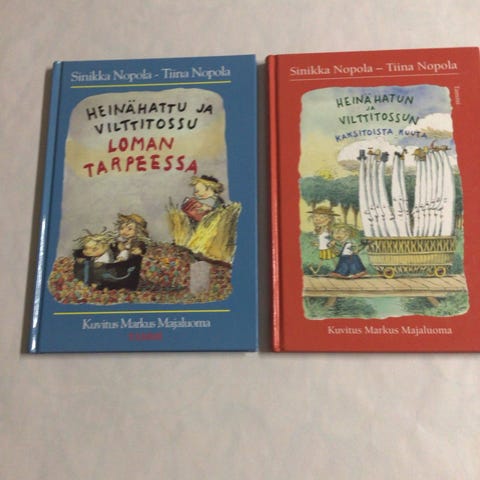 Sinikka Nopola - Tiina Nopola
HEINÄHATTU JA
VILTTITOSSU
LOMAN
TARPEESSA
Kuvitus Markus Majaluoma
Sinikka Nopola – Tiina Nopola
Tammi
HEINÄHATUN
JA
VILTTITOSSUN
KAKSITOISTA KUUTA
Kuvitus Markus Majaluoma